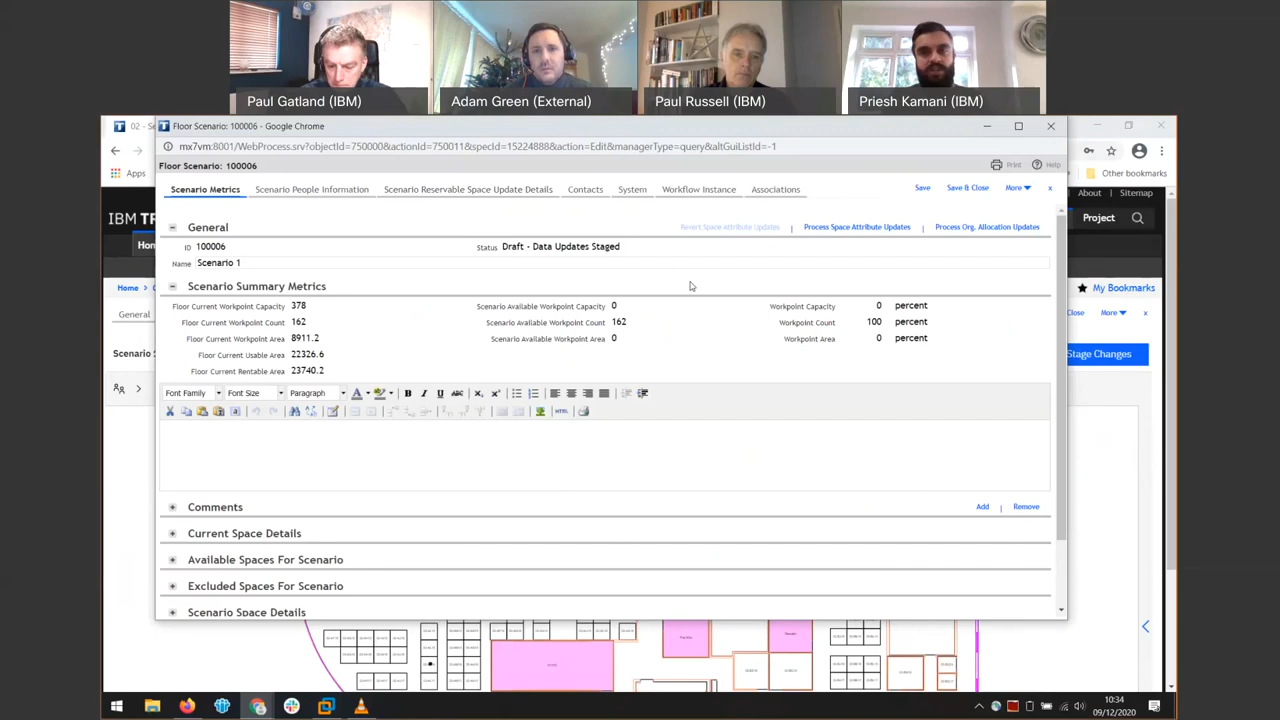 Paul Gatland (IBM)
Adam Green (External)
Paul Russell (IBM)
Priesh Kamani (IBM)
Floor Scenario: 100006 - Google Chrome
mx7vm:8001/WebProcess.srv?objectId=750000&actionId=750011&specId=15224888&action=Edit&managerType=query&altGuiListId=-1
Apps
Other bookmarks
Floor Scenario: 100006
Print
Help
About
Sitemap
Scenario Metrics
Scenario People Information
Scenario Reservable Space Update Details
Contacts
System
Workflow Instance
Associations
Save
Save & Close
More
x
IBM
Project
General
Revert Space Attribute Updates
Process Space Attribute Updates
Process Org. Allocation Updates
ID 100006
Status Draft - Data Updates Staged
Name Scenario 1
Home
My Bookmarks
General
Close
More
x
Scenario Summary Metrics
Floor Current Workpoint Capacity 378
Scenario Available Workpoint Capacity 0
Workpoint Capacity 0 percent
Floor Current Workpoint Count 162
Scenario Available Workpoint Count 162
Workpoint Count 100 percent
Floor Current Workpoint Area 8911.2
Scenario Available Workpoint Area 0
Workpoint Area 0 percent
Floor Current Usable Area 22326.6
Floor Current Rentable Area 23740.2
Stage Changes
Font Family
Font Size
Paragraph
A
B
I
U
ABC
HTML
Comments
Add
Remove
Current Space Details
Available Spaces For Scenario
Excluded Spaces For Scenario
Scenario Space Details
10:34
09/12/2020